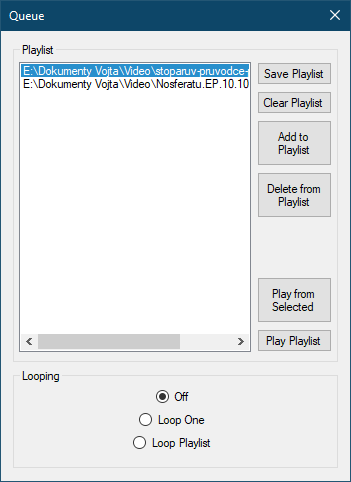 Queue
Playlist
E:\Dokumenty Vojta\Video\stoparuv-pruvodce-
E:\Dokumenty Vojta\Video\Nosferatu.EP.10.10
Save Playlist
Clear Playlist
Add to
Playlist
Delete from
Playlist
Play from
Selected
Play Playlist
Looping
Off
Loop One
Loop Playlist